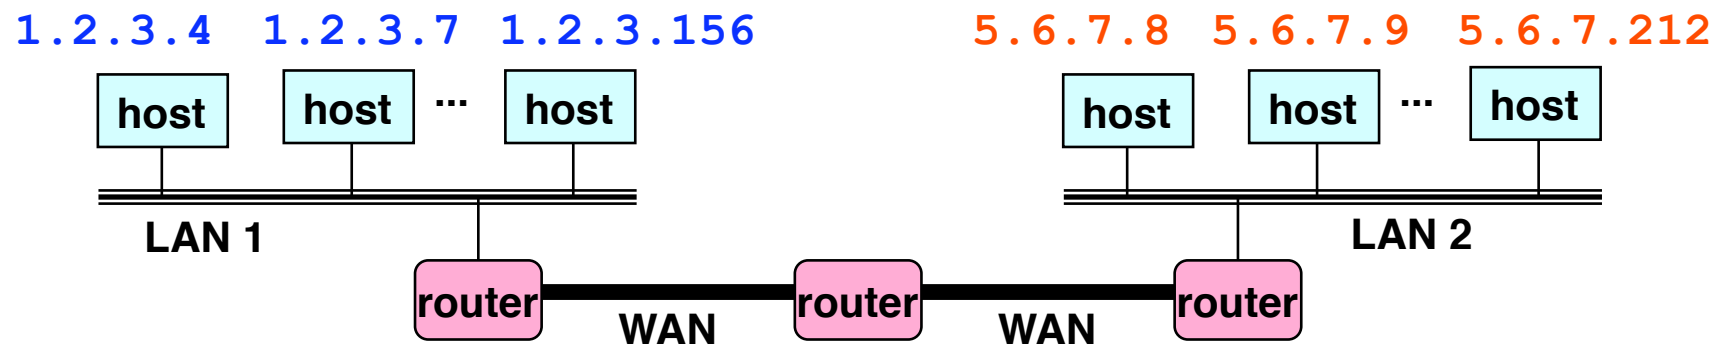 1.2.3.4 1.2.3.7 1.2.3.156 5.6.7.8 5.6.7.9 5.6.7.212
host host ... host host host ... host
LAN 1 LAN 2
router router router
WAN WAN